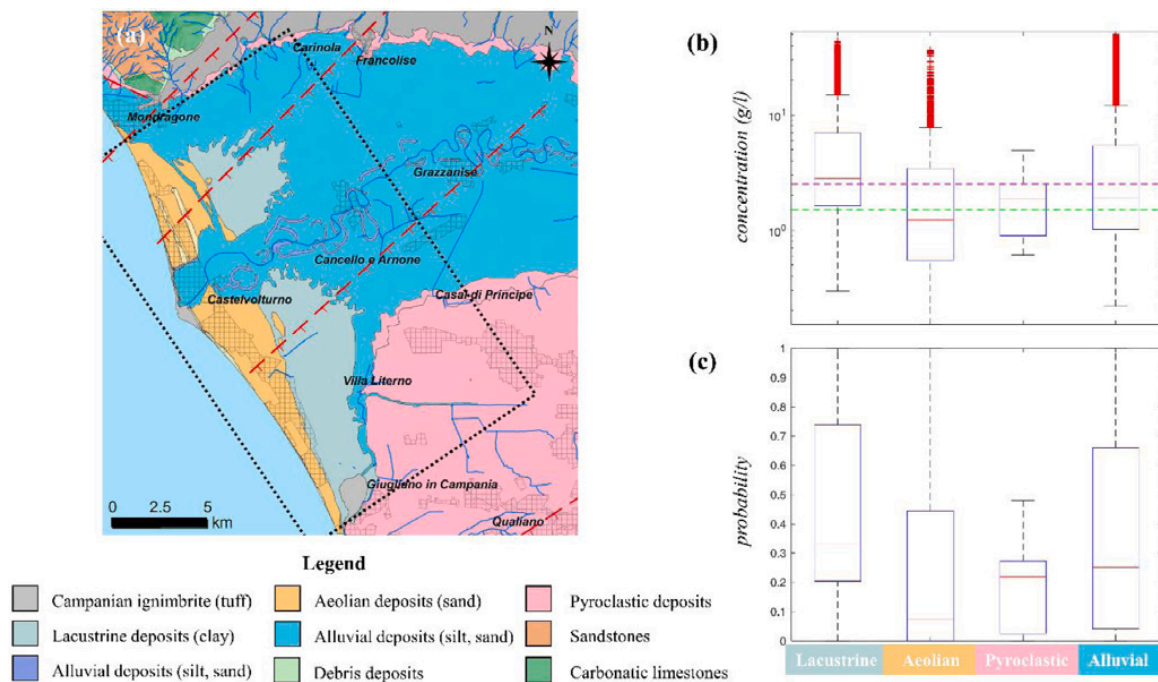 (a)
N
Carinola
Francolise
Mondragone
Grazzanise
Cancello e Arnone
Castelvolturno
Casal di Principe
Villa Literno
Giugliano in Campania
Qualiano
0 2.5 5
km
Legend
Campanian ignimbrite (tuff)
Aeolian deposits (sand)
Pyroclastic deposits
Lacustrine deposits (clay)
Alluvial deposits (silt, sand)
Sandstones
Alluvial deposits (silt, sand)
Debris deposits
Carbonatic limestones
(b)
concentration (g/l)
10¹
10⁰
(c)
probability
1
0.9
0.8
0.7
0.6
0.5
0.4
0.3
0.2
0.1
0
Lacustrine Aeolian Pyroclastic Alluvial